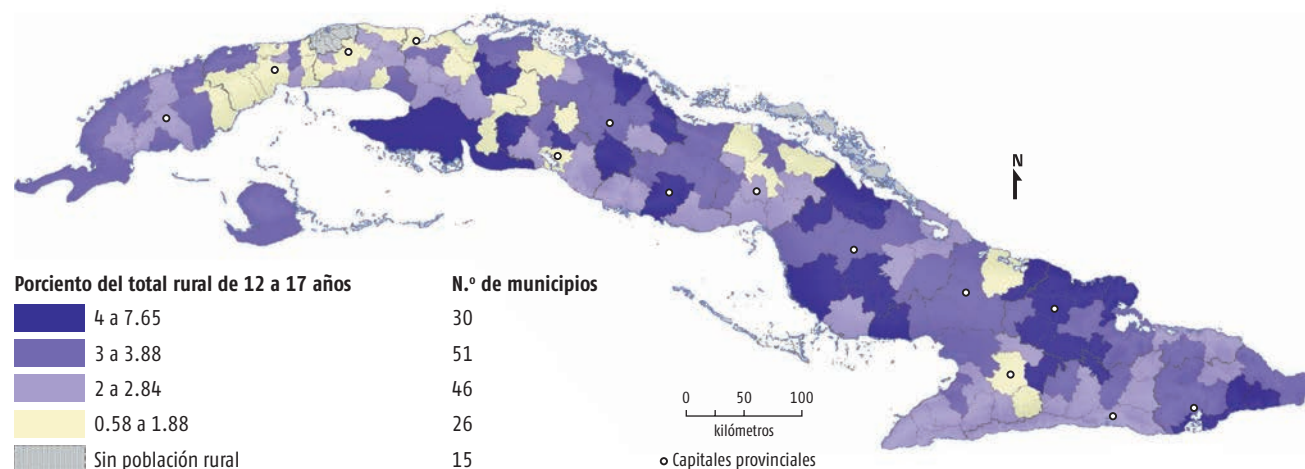 N
Porciento del total rural de 12 a 17 años N.º de municipios
4 a 7.65 30
3 a 3.88 51
2 a 2.84 46
0.58 a 1.88 26
Sin población rural 15
0 50 100
kilómetros
Capitales provinciales